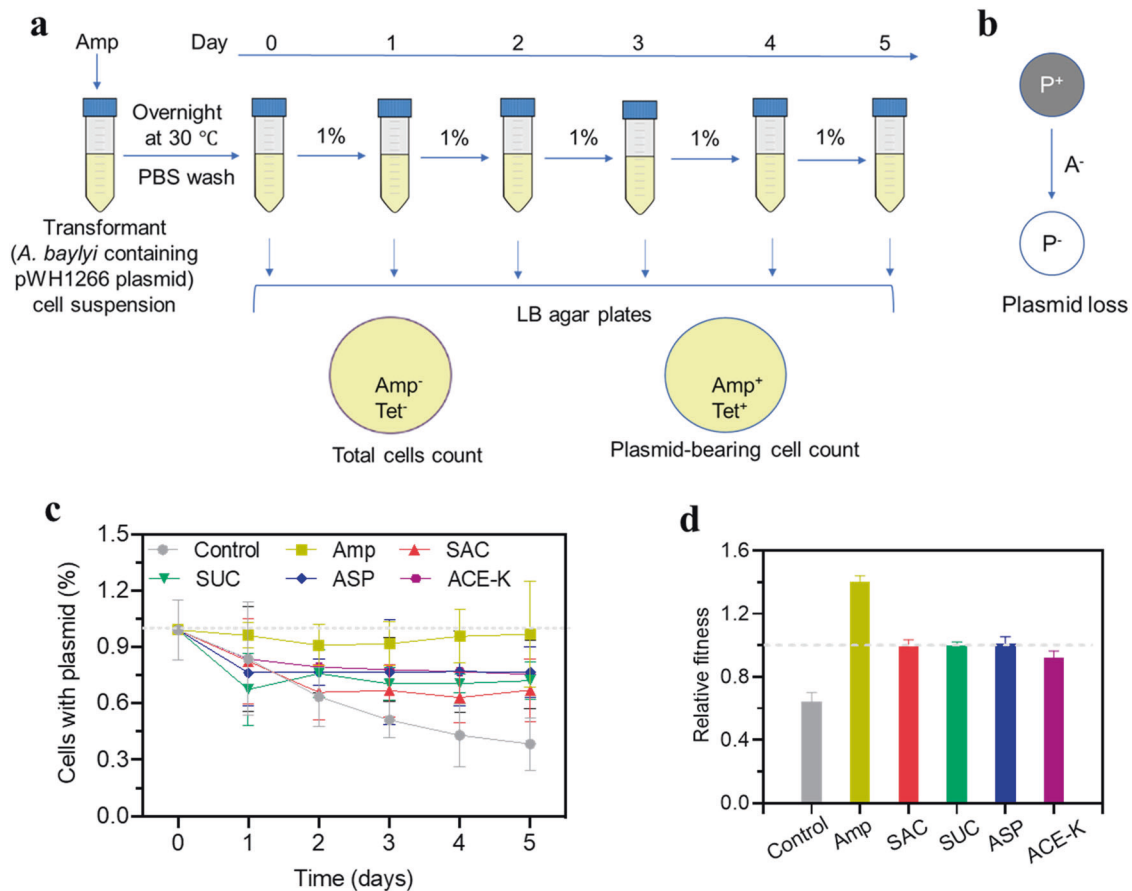 a
Amp
Day
0 1 2 3 4 5
Overnight
at 30 °C
PBS wash
1% 1% 1% 1% 1%
Transformant
(A. baylyi containing
pWH1266 plasmid)
cell suspension
LB agar plates
Amp-
Tet-
Total cells count
Amp+
Tet+
Plasmid-bearing cell count
b
P+
A-
P-
Plasmid loss
c
Control Amp SAC
SUC ASP ACE-K
Cells with plasmid (%)
1.5
1.2
0.9
0.6
0.3
0.0
0 1 2 3 4 5
Time (days)
d
Relative fitness
1.6
1.2
0.8
0.4
0.0
Control Amp SAC SUC ASP ACE-K